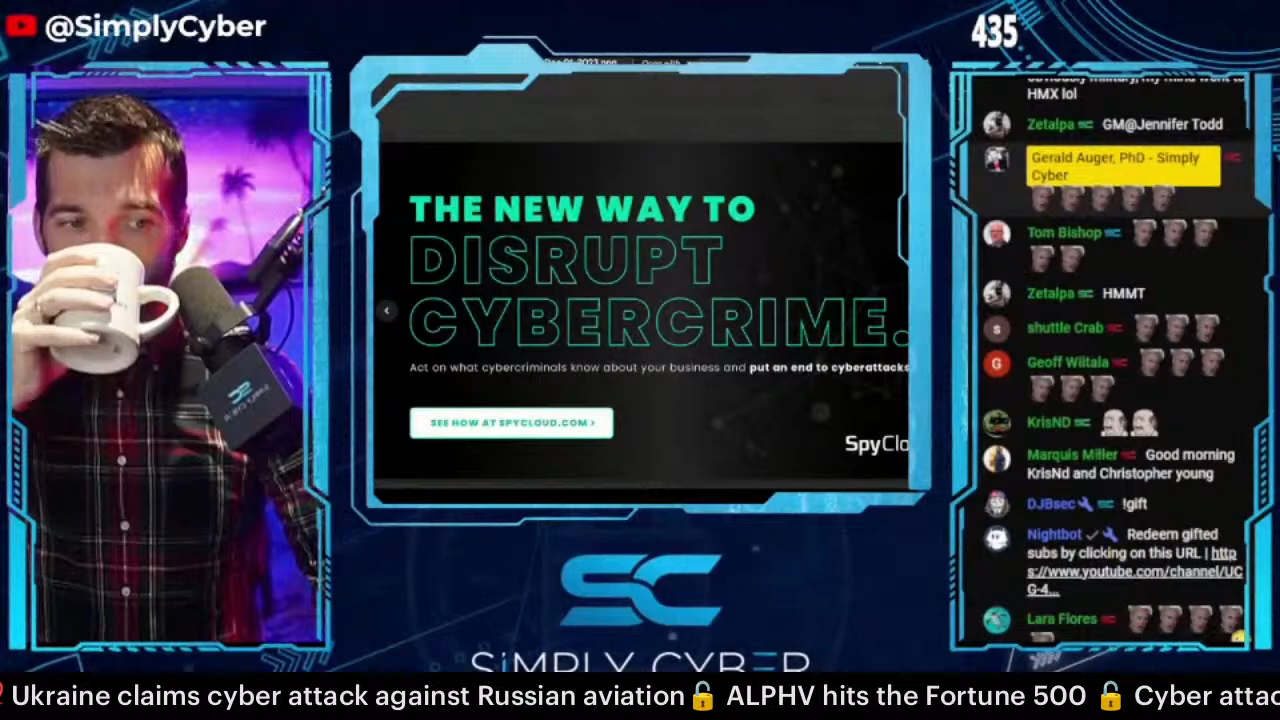 @SimplyCyber
435
HMX lol
Zetalpa GM@Jennifer Todd
Gerald Auger, PhD - Simply
Cyber
Tom Bishop
Zetalpa HMMT
shuttle Crab
Geoff Wiitala
KrisND
Marquis Miller Good morning
KrisNd and Christopher young
DJBsec !gift
Nightbot Redeem gifted
subs by clicking on this URL | http
s://www.youtube.com/channel/UC
G-4...
Lara Flores
THE NEW WAY TO
DISRUPT
CYBERCRIME.
Act on what cybercriminals know about your business and put an end to cyberattacks
SEE HOW AT SPYCLOUD.COM >
SpyClo
SC
SiMPLY CYBER
Ukraine claims cyber attack against Russian aviation🔓 ALPHV hits the Fortune 500 🔓 Cyber attac